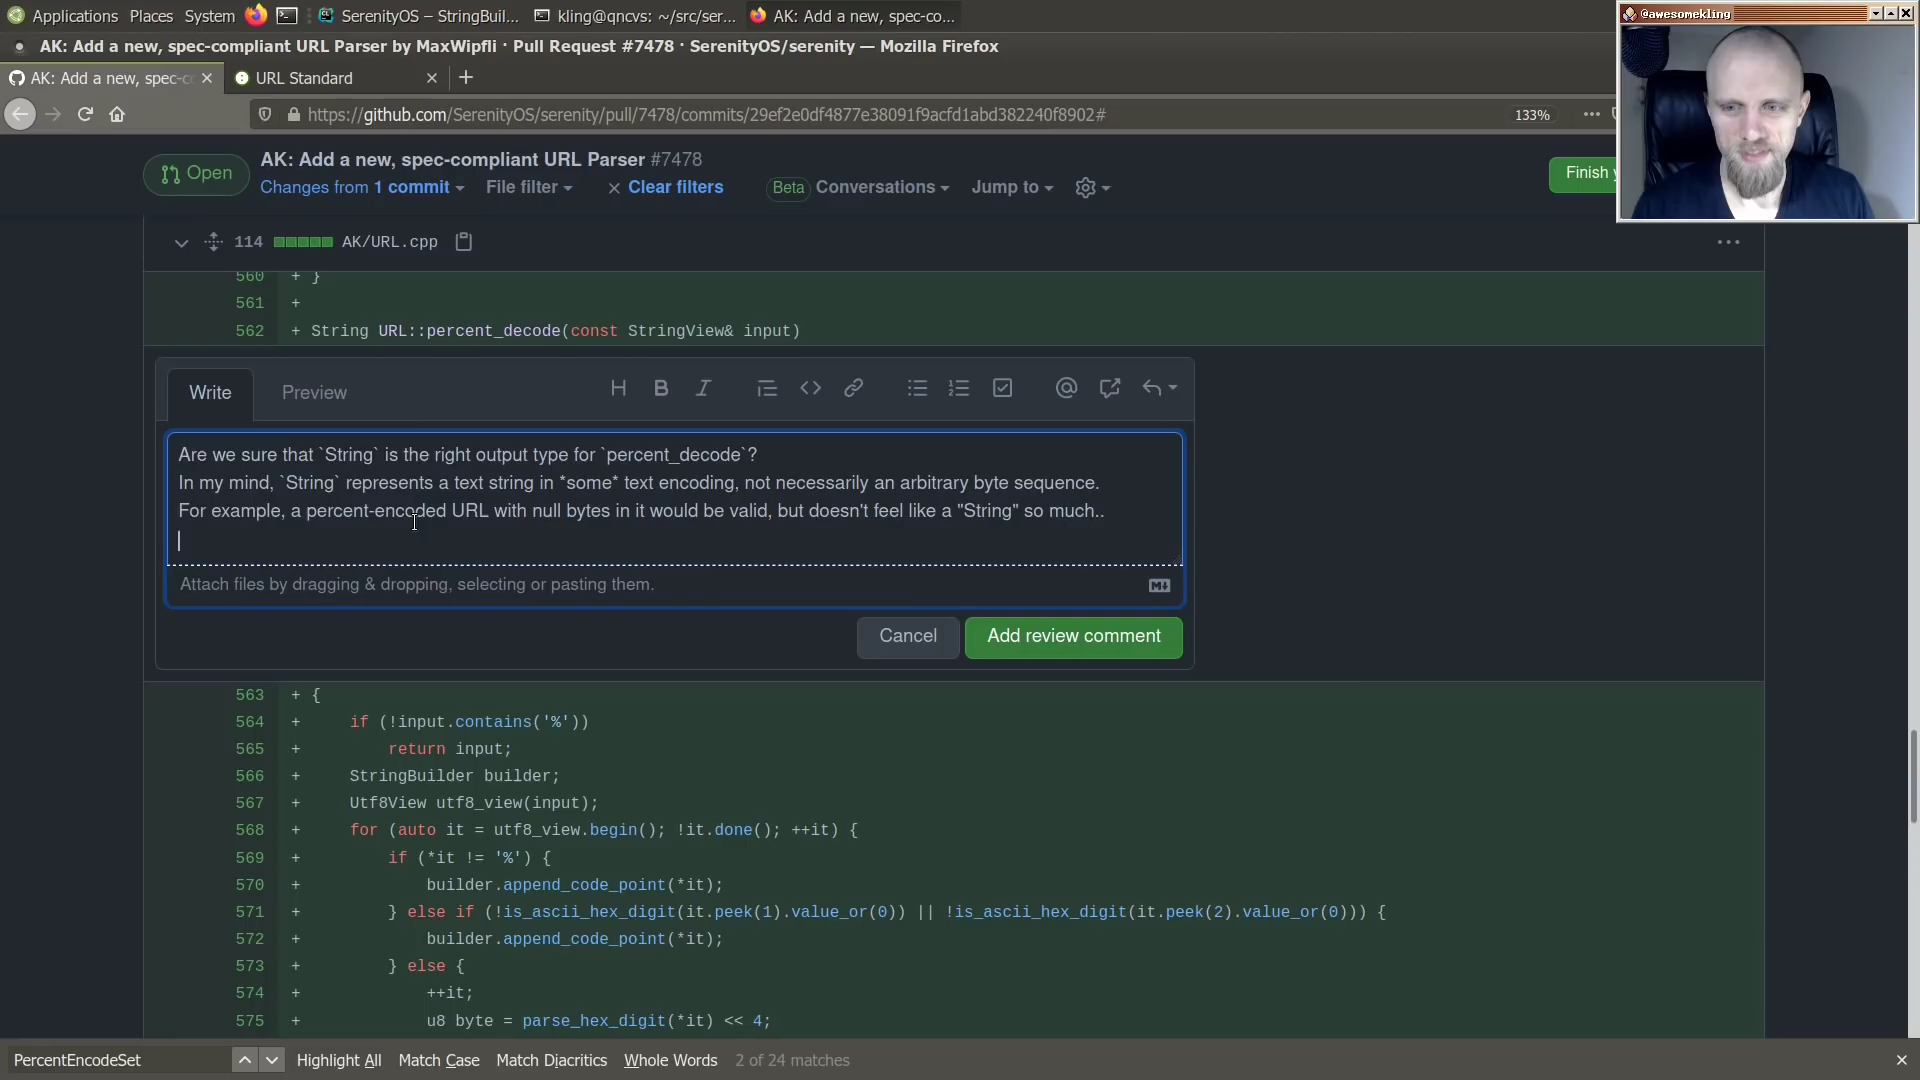 Applications Places System SerenityOS – StringBuil... kling@qncvs: ~/src/ser... AK: Add a new, spec-co...
@awesomekling
AK: Add a new, spec-compliant URL Parser by MaxWipfli · Pull Request #7478 · SerenityOS/serenity — Mozilla Firefox
AK: Add a new, spec-c URL Standard
https://github.com/SerenityOS/serenity/pull/7478/commits/29ef2e0df4877e38091f9acfd1abd382240f8902# 133%
Open AK: Add a new, spec-compliant URL Parser #7478
Changes from 1 commit File filter Clear filters Beta Conversations Jump to Finish y
114 AK/URL.cpp
560 + }
561 +
562 + String URL::percent_decode(const StringView& input)
Write Preview
Are we sure that `String` is the right output type for `percent_decode`?
In my mind, `String` represents a text string in *some* text encoding, not necessarily an arbitrary byte sequence.
For example, a percent-encoded URL with null bytes in it would be valid, but doesn't feel like a "String" so much..
Attach files by dragging & dropping, selecting or pasting them.
Cancel Add review comment
563 + {
564 + if (!input.contains('%'))
565 + return input;
566 + StringBuilder builder;
567 + Utf8View utf8_view(input);
568 + for (auto it = utf8_view.begin(); !it.done(); ++it) {
569 + if (*it != '%') {
570 + builder.append_code_point(*it);
571 + } else if (!is_ascii_hex_digit(it.peek(1).value_or(0)) || !is_ascii_hex_digit(it.peek(2).value_or(0))) {
572 + builder.append_code_point(*it);
573 + } else {
574 + ++it;
575 + u8 byte = parse_hex_digit(*it) << 4;
PercentEncodeSet Highlight All Match Case Match Diacritics Whole Words 2 of 24 matches